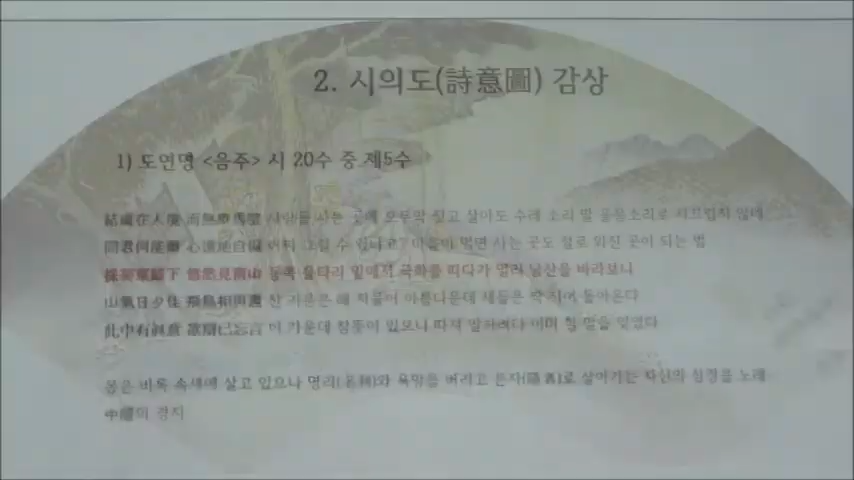 2. 시의도(詩意圖) 감상
1) 도연명 <음주> 시 20수 중 제5수
結廬在人境 而無車馬喧 사람들 사는 곳에 오두막 짓고 살아도 수레 소리 말 울음소리로 시끄럽지 않네
問君何能爾 心遠地自偏 어찌 그럴 수 있냐고? 마음이 멀면 사는 곳도 절로 외진 곳이 되는 법
採菊東籬下 悠然見南山 동쪽 울타리 밑에서 국화를 따다가 멀리 남산을 바라보니
山氣日夕佳 飛鳥相與還 산 기운은 해 저물어 아름다운데 새들은 짝 지어 돌아온다
此中有眞意 欲辯已忘言 이 가운데 참뜻이 있으니 따져 말하려다 이미 할 말을 잊었다
몸은 비록 속세에 살고 있으나 명리(名利)와 욕망을 버리고 은자(隱者)로 살아가는 자신의 심정을 노래
中隱의 경지